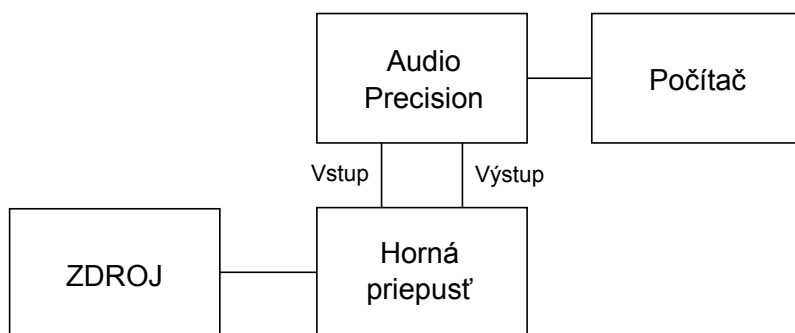 Audio
Precision
Počítač
Vstup
Výstup
ZDROJ
Horná
priepusť